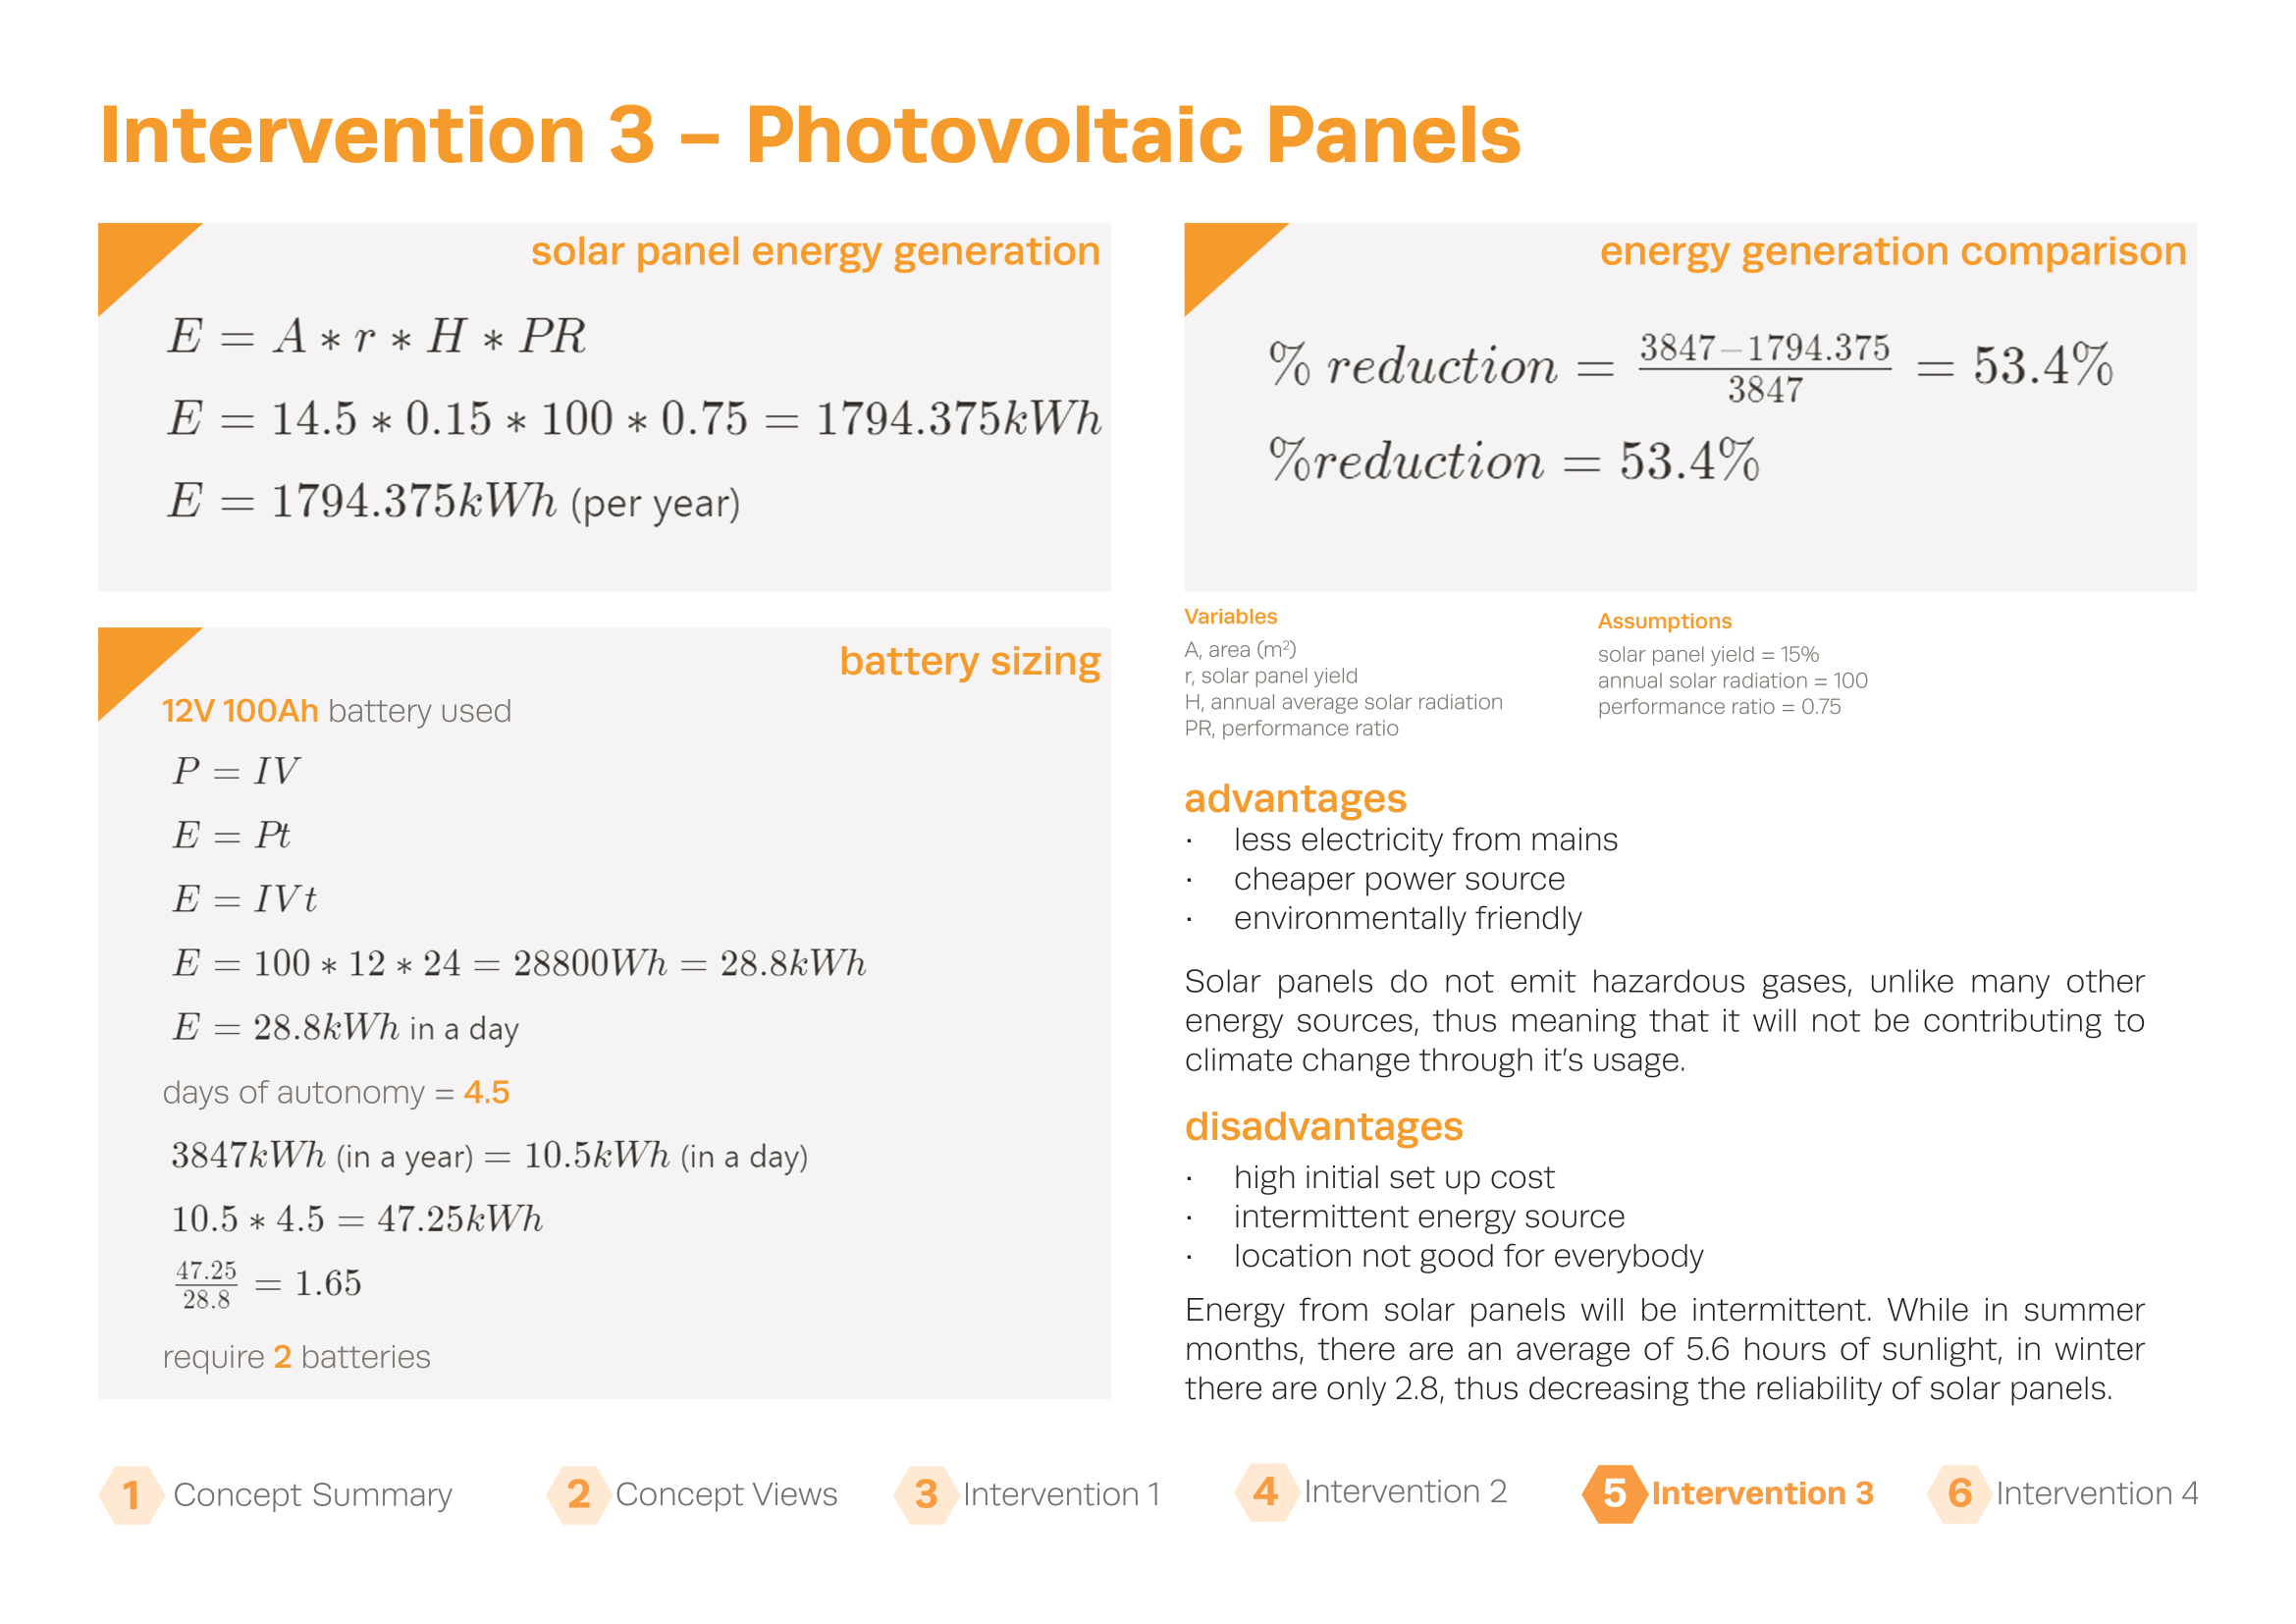 Intervention 3 – Photovoltaic Panels
solar panel energy generation
E = A * r * H * PR
E = 14.5 * 0.15 * 100 * 0.75 = 1794.375kWh
E = 1794.375kWh (per year)
battery sizing
12V 100Ah battery used
P = IV
E = Pt
E = IVt
E = 100 * 12 * 24 = 28800Wh = 28.8kWh
E = 28.8kWh in a day
days of autonomy = 4.5
3847kWh (in a year) = 10.5kWh (in a day)
10.5 * 4.5 = 47.25kWh
47.25/28.8 = 1.65
require 2 batteries
energy generation comparison
% reduction = 3847−1794.375/3847 = 53.4%
%reduction = 53.4%
Variables
A, area (m²)
r, solar panel yield
H, annual average solar radiation
PR, performance ratio
Assumptions
solar panel yield = 15%
annual solar radiation = 100
performance ratio = 0.75
advantages
· less electricity from mains
· cheaper power source
· environmentally friendly
Solar panels do not emit hazardous gases, unlike many other
energy sources, thus meaning that it will not be contributing to
climate change through it's usage.
disadvantages
· high initial set up cost
· intermittent energy source
· location not good for everybody
Energy from solar panels will be intermittent. While in summer
months, there are an average of 5.6 hours of sunlight, in winter
there are only 2.8, thus decreasing the reliability of solar panels.
1 Concept Summary
2 Concept Views
3 Intervention 1
4 Intervention 2
5 Intervention 3
6 Intervention 4